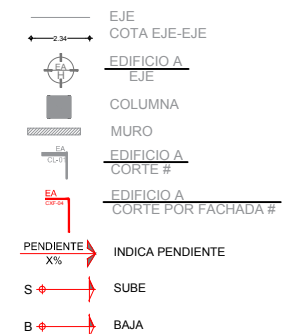 EJE
2.34 COTA EJE-EJE
EA
H
EDIFICIO A
EJE
COLUMNA
MURO
EA
CL-01
EDIFICIO A
CORTE #
EA
CXF-04
EDIFICIO A
CORTE POR FACHADA #
PENDIENTE
X%
INDICA PENDIENTE
S SUBE
B BAJA